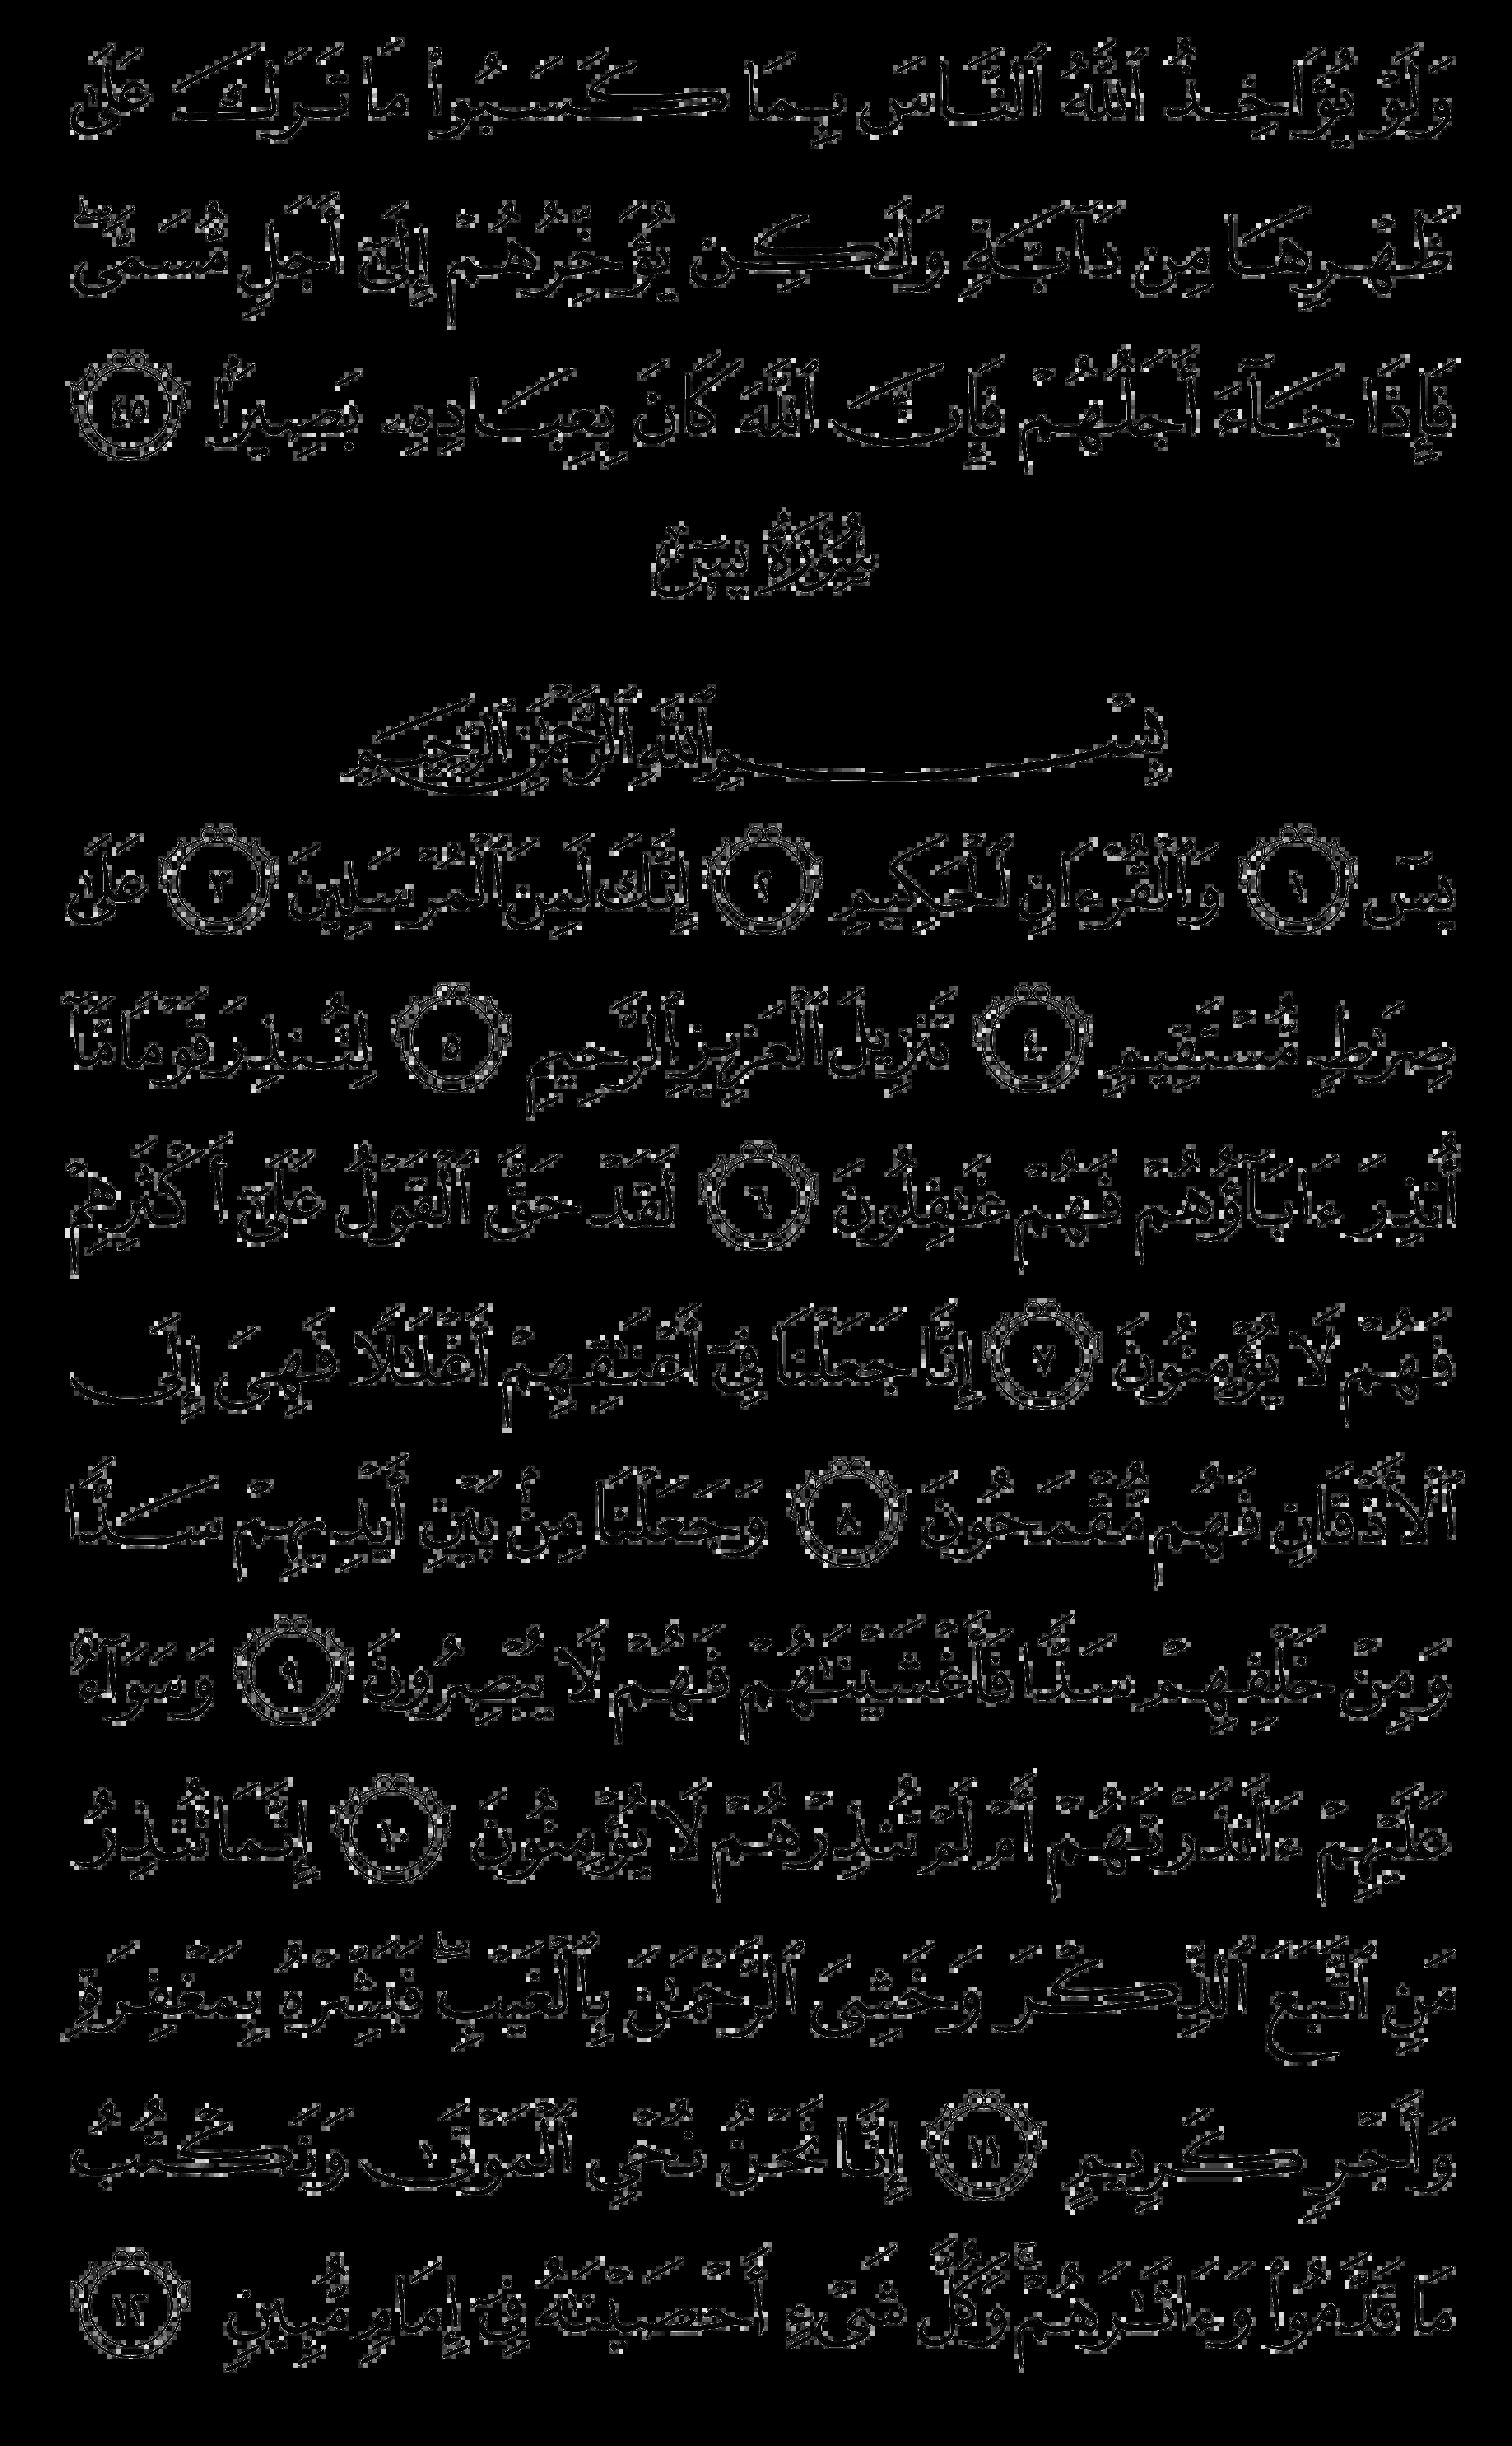 وَلَوْ يُؤَاخِذُ ٱللَّهُ ٱلنَّاسَ بِمَا كَسَبُوا۟ مَا تَرَكَ عَلَىٰ
ظَهْرِهَا مِن دَآبَّةٍ وَلَـٰكِن يُؤَخِّرُهُمْ إِلَىٰٓ أَجَلٍ مُّسَمًّى ۖ
فَإِذَا جَآءَ أَجَلُهُمْ فَإِنَّ ٱللَّهَ كَانَ بِعِبَادِهِۦ بَصِيرًۢا ٤٥
سُورَةُ يسٓ
بِسْمِ ٱللَّهِ ٱلرَّحْمَـٰنِ ٱلرَّحِيمِ
يسٓ ١ وَٱلْقُرْءَانِ ٱلْحَكِيمِ ٢ إِنَّكَ لَمِنَ ٱلْمُرْسَلِينَ ٣ عَلَىٰ
صِرَٰطٍ مُّسْتَقِيمٍ ٤ تَنزِيلَ ٱلْعَزِيزِ ٱلرَّحِيمِ ٥ لِتُنذِرَ قَوْمًا مَّآ
أُنذِرَ ءَابَآؤُهُمْ فَهُمْ غَـٰفِلُونَ ٦ لَقَدْ حَقَّ ٱلْقَوْلُ عَلَىٰٓ أَكْثَرِهِمْ
فَهُمْ لَا يُؤْمِنُونَ ٧ إِنَّا جَعَلْنَا فِىٓ أَعْنَـٰقِهِمْ أَغْلَـٰلًا فَهِىَ إِلَى
ٱلْأَذْقَانِ فَهُم مُّقْمَحُونَ ٨ وَجَعَلْنَا مِنۢ بَيْنِ أَيْدِيهِمْ سَدًّا
وَمِنْ خَلْفِهِمْ سَدًّا فَأَغْشَيْنَـٰهُمْ فَهُمْ لَا يُبْصِرُونَ ٩ وَسَوَآءٌ
عَلَيْهِمْ ءَأَنذَرْتَهُمْ أَمْ لَمْ تُنذِرْهُمْ لَا يُؤْمِنُونَ ١٠ إِنَّمَا تُنذِرُ
مَنِ ٱتَّبَعَ ٱلذِّكْرَ وَخَشِىَ ٱلرَّحْمَـٰنَ بِٱلْغَيْبِ ۖ فَبَشِّرْهُ بِمَغْفِرَةٍ
وَأَجْرٍ كَرِيمٍ ١١ إِنَّا نَحْنُ نُحْىِ ٱلْمَوْتَىٰ وَنَكْتُبُ
مَا قَدَّمُوا۟ وَءَاثَـٰرَهُمْ ۚ وَكُلَّ شَىْءٍ أَحْصَيْنَـٰهُ فِىٓ إِمَامٍ مُّبِينٍ ١٢